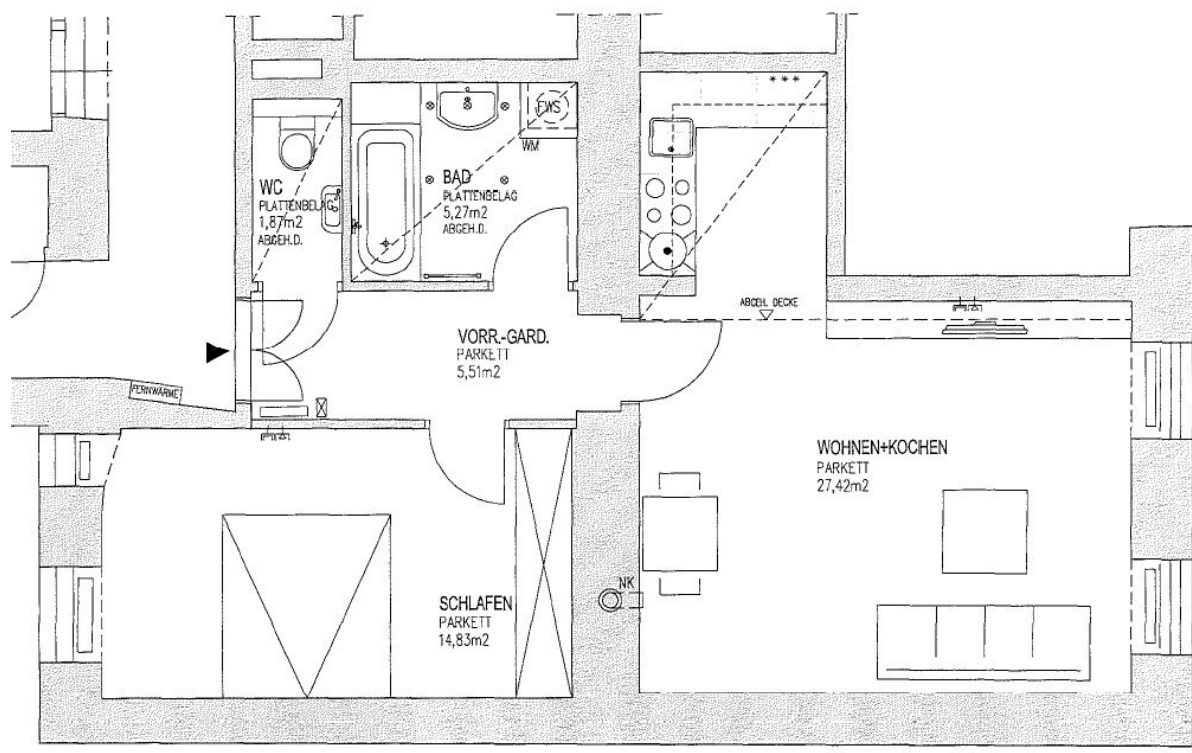 ***
FWS
WM
WC
PLATTENBELAG
1,87m2
ABGEH.D.
BAD
PLATTENBELAG
5,27m2
ABGEH.D.
ABGEH. DECKE
VORR.-GARD.
PARKETT
5,51m2
FERNWÄRME
WOHNEN+KOCHEN
PARKETT
27,42m2
NK
SCHLAFEN
PARKETT
14,83m2